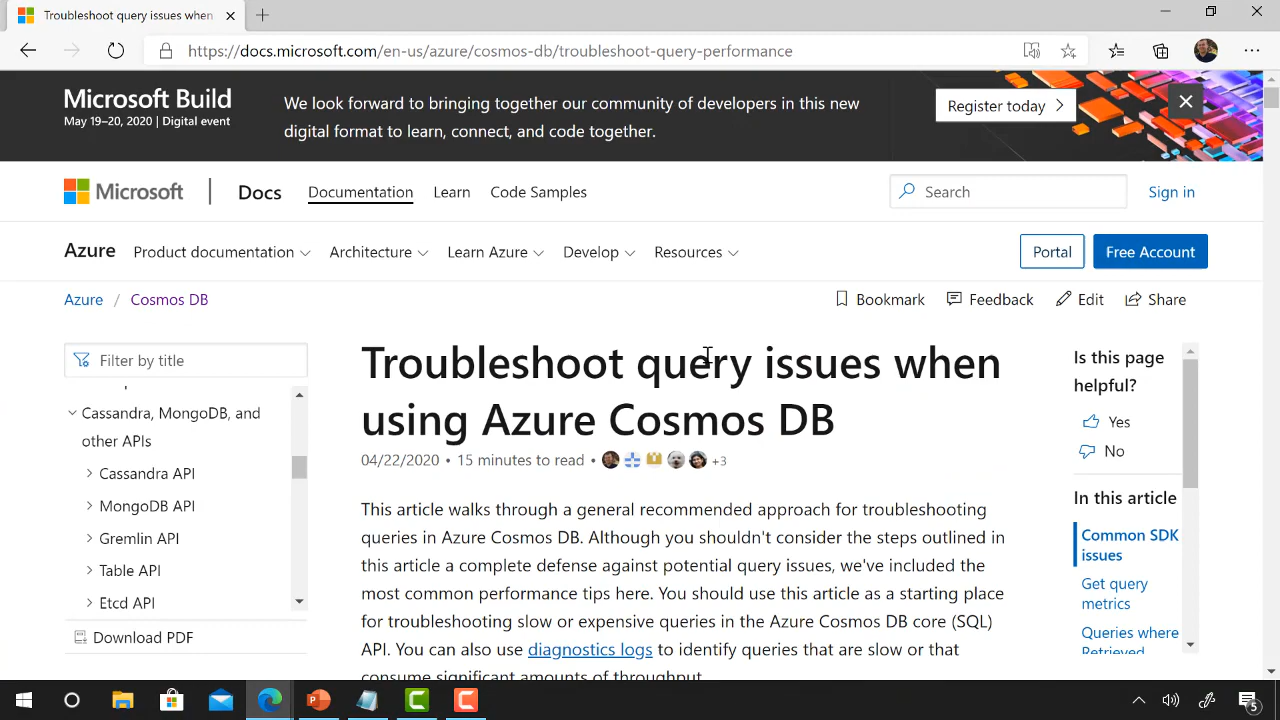 Troubleshoot query issues when
https://docs.microsoft.com/en-us/azure/cosmos-db/troubleshoot-query-performance
Microsoft Build
May 19–20, 2020 | Digital event
We look forward to bringing together our community of developers in this new
digital format to learn, connect, and code together.
Register today
Microsoft
Docs
Documentation
Learn
Code Samples
Search
Sign in
Azure
Product documentation
Architecture
Learn Azure
Develop
Resources
Portal
Free Account
Azure / Cosmos DB
Bookmark
Feedback
Edit
Share
Filter by title
Cassandra, MongoDB, and
other APIs
Cassandra API
MongoDB API
Gremlin API
Table API
Etcd API
Download PDF
Troubleshoot query issues when
using Azure Cosmos DB
04/22/2020 • 15 minutes to read • +3
This article walks through a general recommended approach for troubleshooting
queries in Azure Cosmos DB. Although you shouldn't consider the steps outlined in
this article a complete defense against potential query issues, we've included the
most common performance tips here. You should use this article as a starting place
for troubleshooting slow or expensive queries in the Azure Cosmos DB core (SQL)
API. You can also use diagnostics logs to identify queries that are slow or that
consume significant amounts of throughput.
Is this page
helpful?
Yes
No
In this article
Common SDK
issues
Get query
metrics
Queries where
Retrieved
5